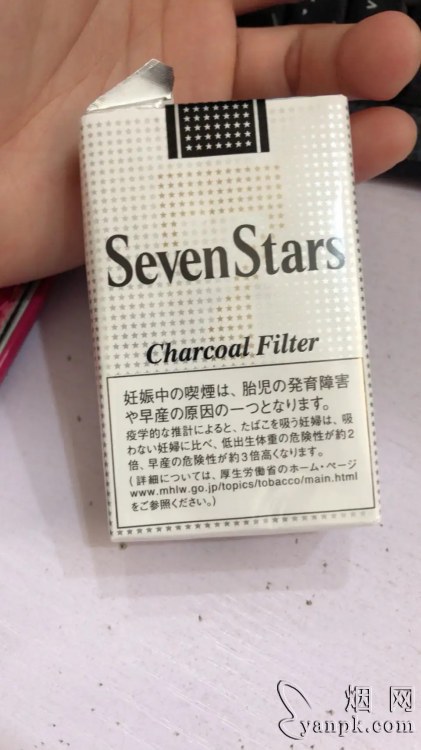 Seven Stars
Charcoal Filter
妊娠中の喫煙は、胎児の発育障害
や早産の原因の一つとなります。
疫学的な推計によると、たばこを吸う妊婦は、吸
わない妊婦に比べ、低出生体重の危険性が約2
倍、早産の危険性が約3倍高くなります。
(詳細については、厚生労働省のホーム・ページ
www.mhlw.go.jp/topics/tobacco/main.html
をご参照ください。)
烟网
yanpk.com